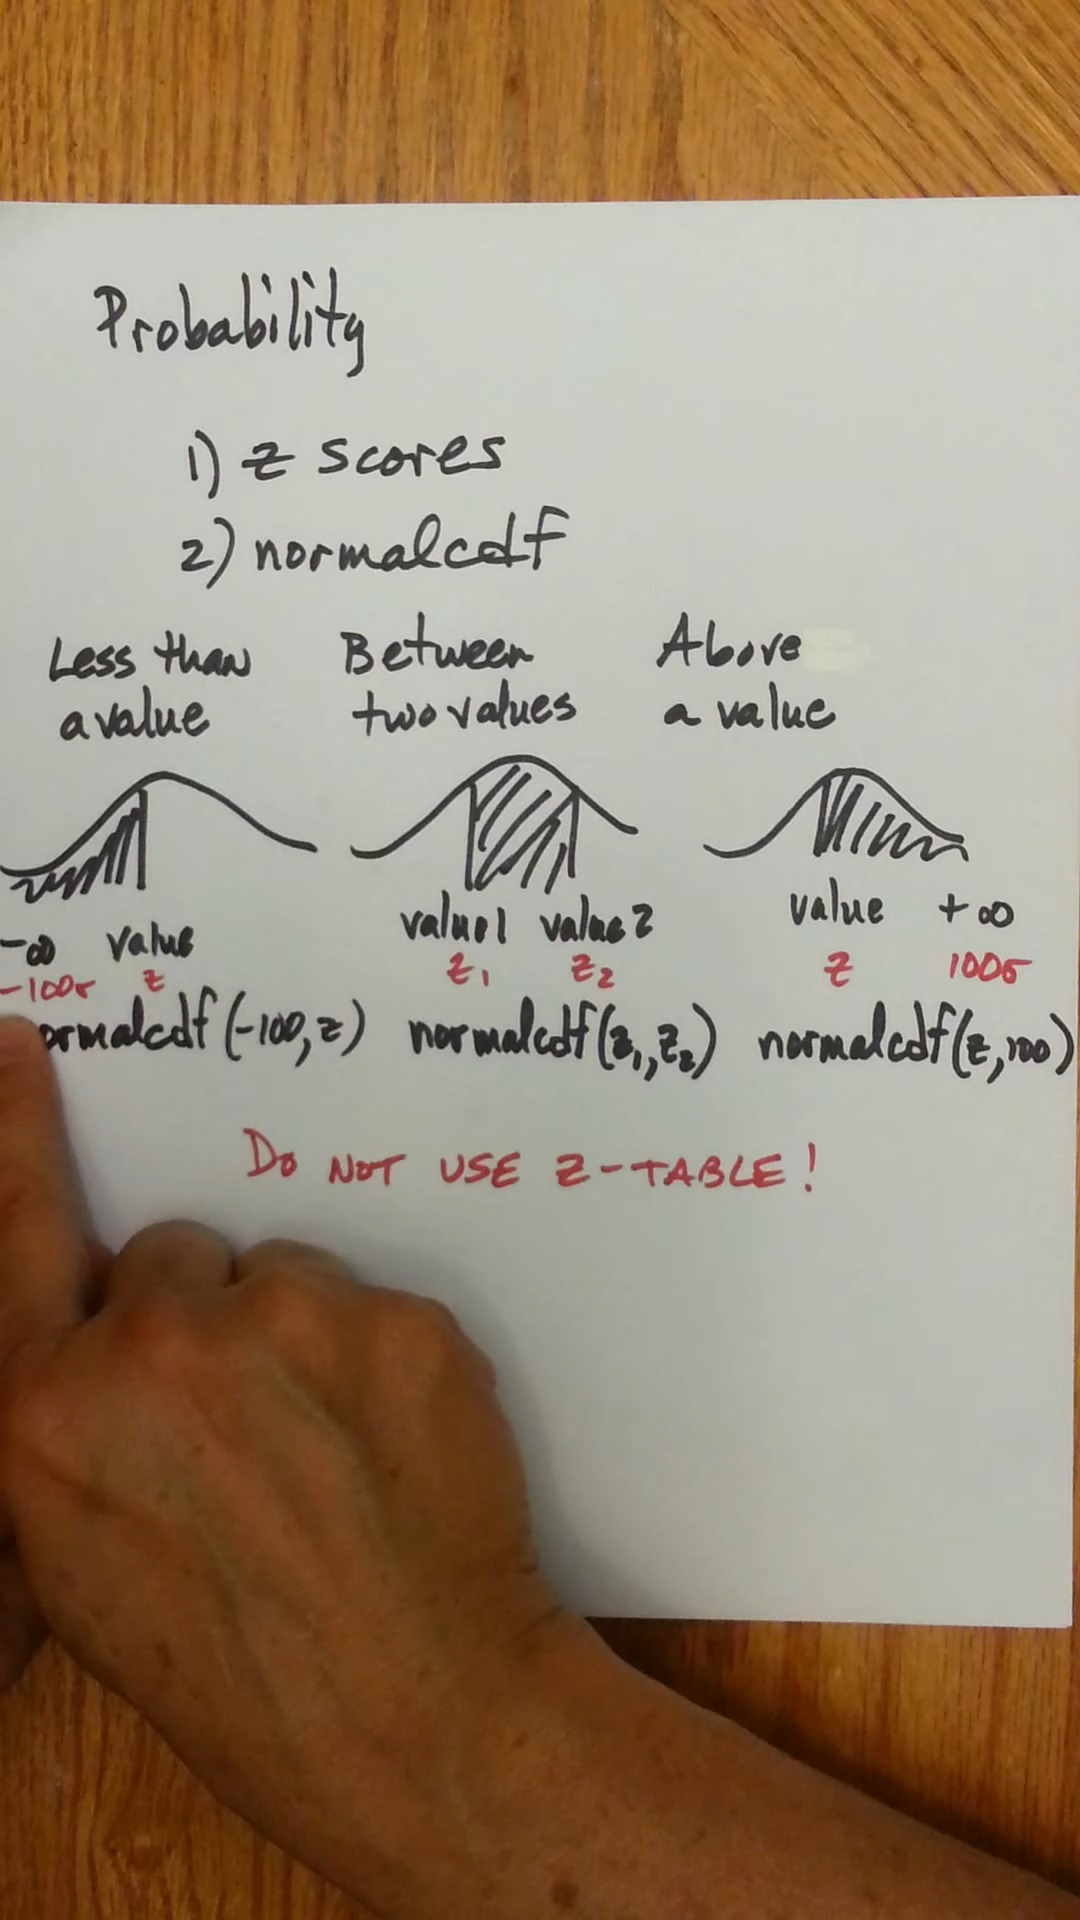 Probability
1) z scores
2) normalcdf
Less than
a value
Between
two values
Above
a value
-∞ value
-100σ z
normalcdf(-100,z)
value1 value2
z₁ z₂
normalcdf(z₁,z₂)
value +∞
z 100σ
normalcdf(z,100)
DO NOT USE Z-TABLE!